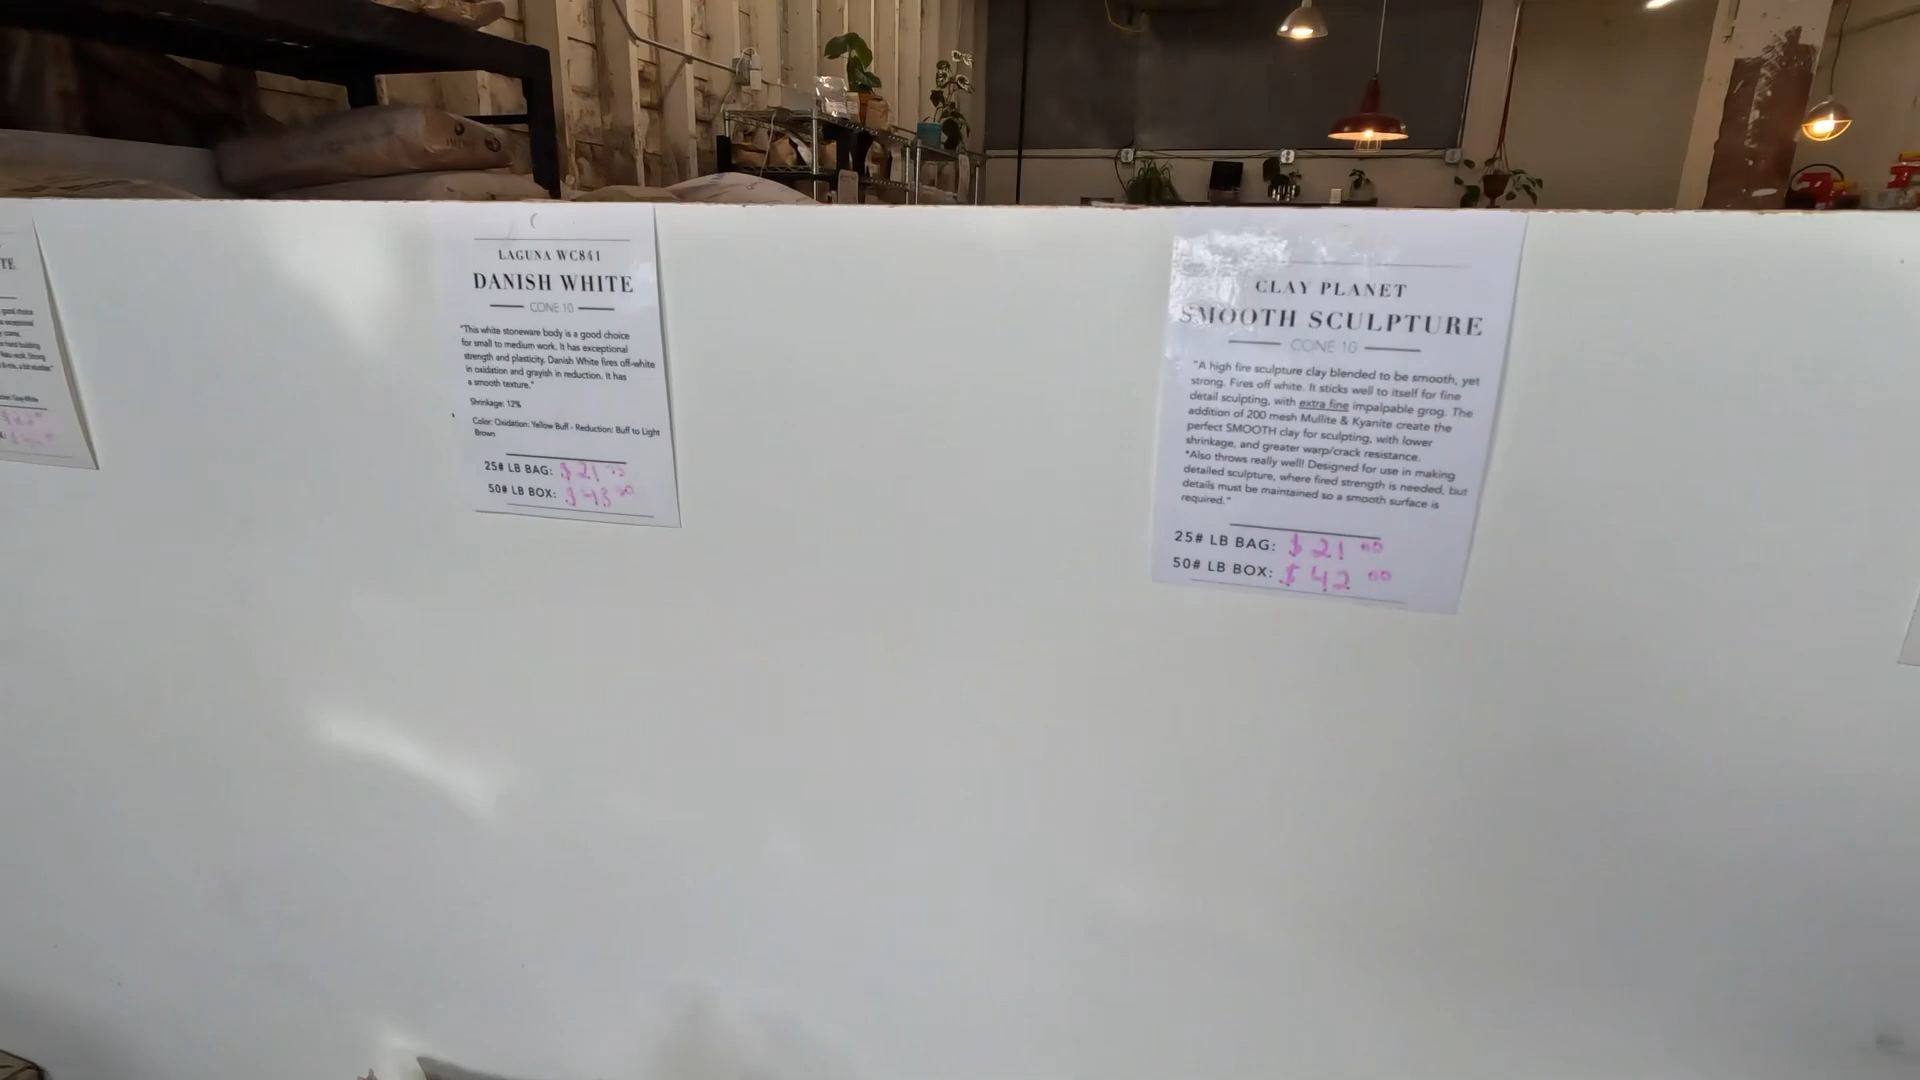 TE
LAGUNA WC841
DANISH WHITE
CONE 10
"This white stoneware body is a good choice
for small to medium work. It has exceptional
strength and plasticity. Danish White fires off-white
in oxidation and grayish in reduction. It has
a smooth texture."
Shrinkage: 12%
Color: Oxidation: Yellow Buff - Reduction: Buff to Light
Brown
25# LB BAG: $21
50# LB BOX: $43 00
CLAY PLANET
SMOOTH SCULPTURE
CONE 10
"A high fire sculpture clay blended to be smooth, yet
strong. Fires off white. It sticks well to itself for fine
detail sculpting, with extra fine impalpable grog. The
addition of 200 mesh Mullite & Kyanite create the
perfect SMOOTH clay for sculpting, with lower
shrinkage, and greater warp/crack resistance.
*Also throws really well! Designed for use in making
detailed sculpture, where fired strength is needed, but
details must be maintained so a smooth surface is
required."
25# LB BAG: $21 00
50# LB BOX: $42 00